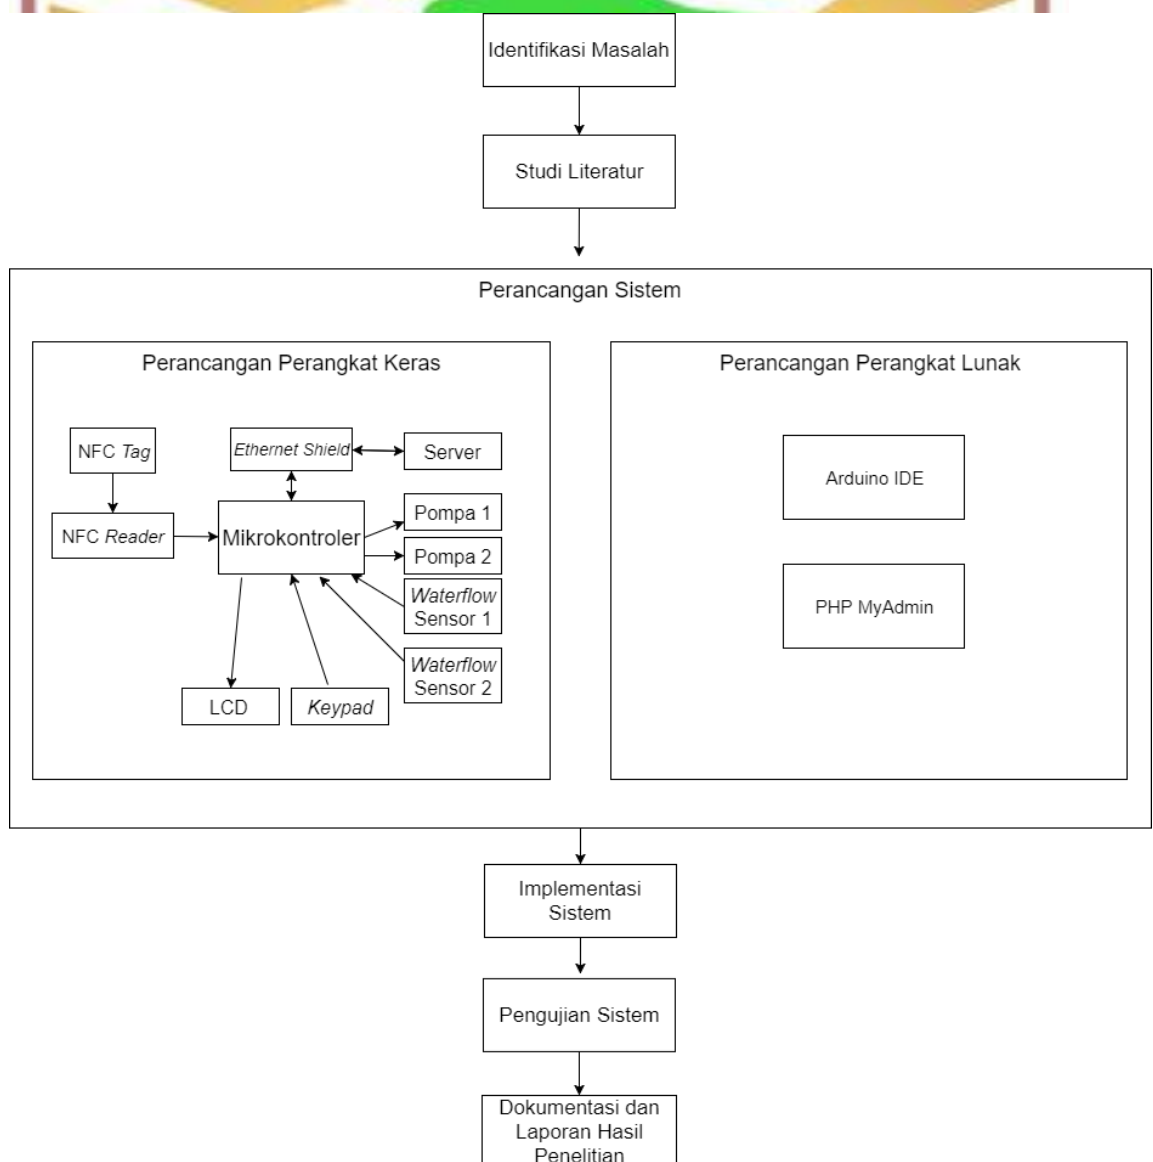 Identifikasi Masalah
Studi Literatur
Perancangan Sistem
Perancangan Perangkat Keras
NFC Tag
Ethernet Shield
Server
NFC Reader
Mikrokontroler
Pompa 1
Pompa 2
Waterflow
Sensor 1
Waterflow
Sensor 2
LCD
Keypad
Perancangan Perangkat Lunak
Arduino IDE
PHP MyAdmin
Implementasi
Sistem
Pengujian Sistem
Dokumentasi dan
Laporan Hasil
Penelitian